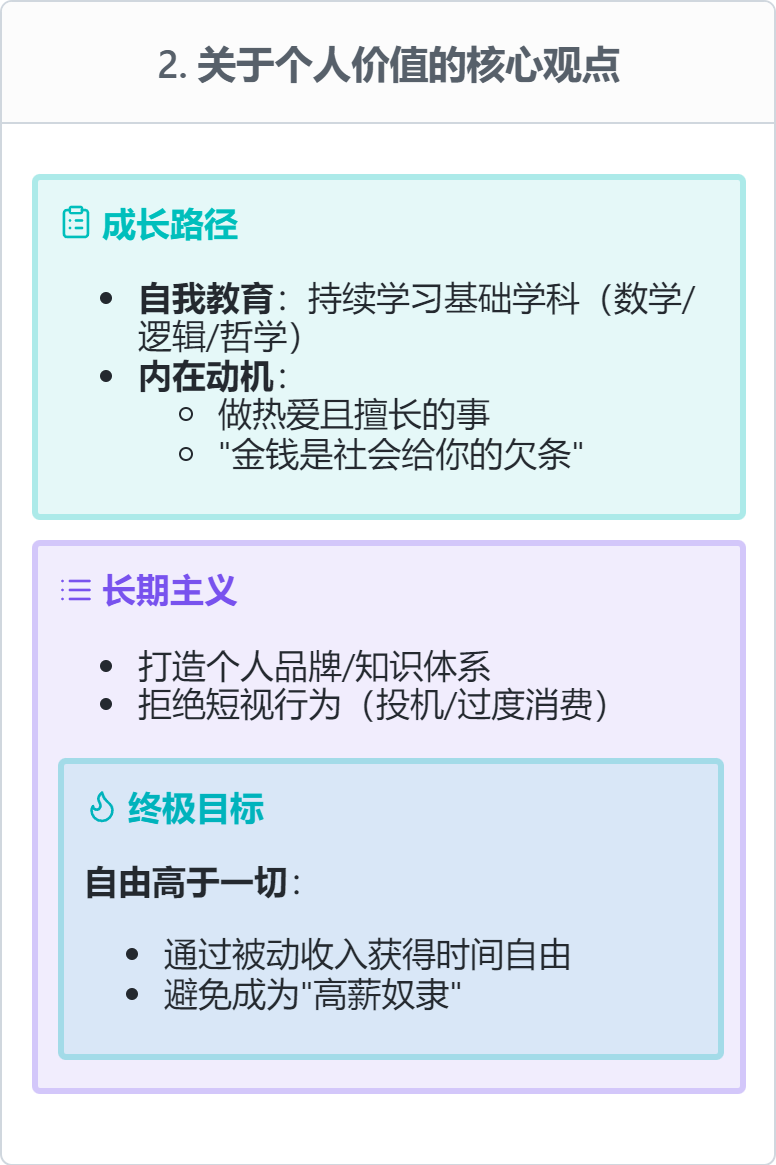 2. 关于个人价值的核心观点
成长路径
自我教育：持续学习基础学科（数学/
逻辑/哲学）
内在动机：
做热爱且擅长的事
"金钱是社会给你的欠条"
长期主义
打造个人品牌/知识体系
拒绝短视行为（投机/过度消费）
终极目标
自由高于一切：
通过被动收入获得时间自由
避免成为"高薪奴隶"